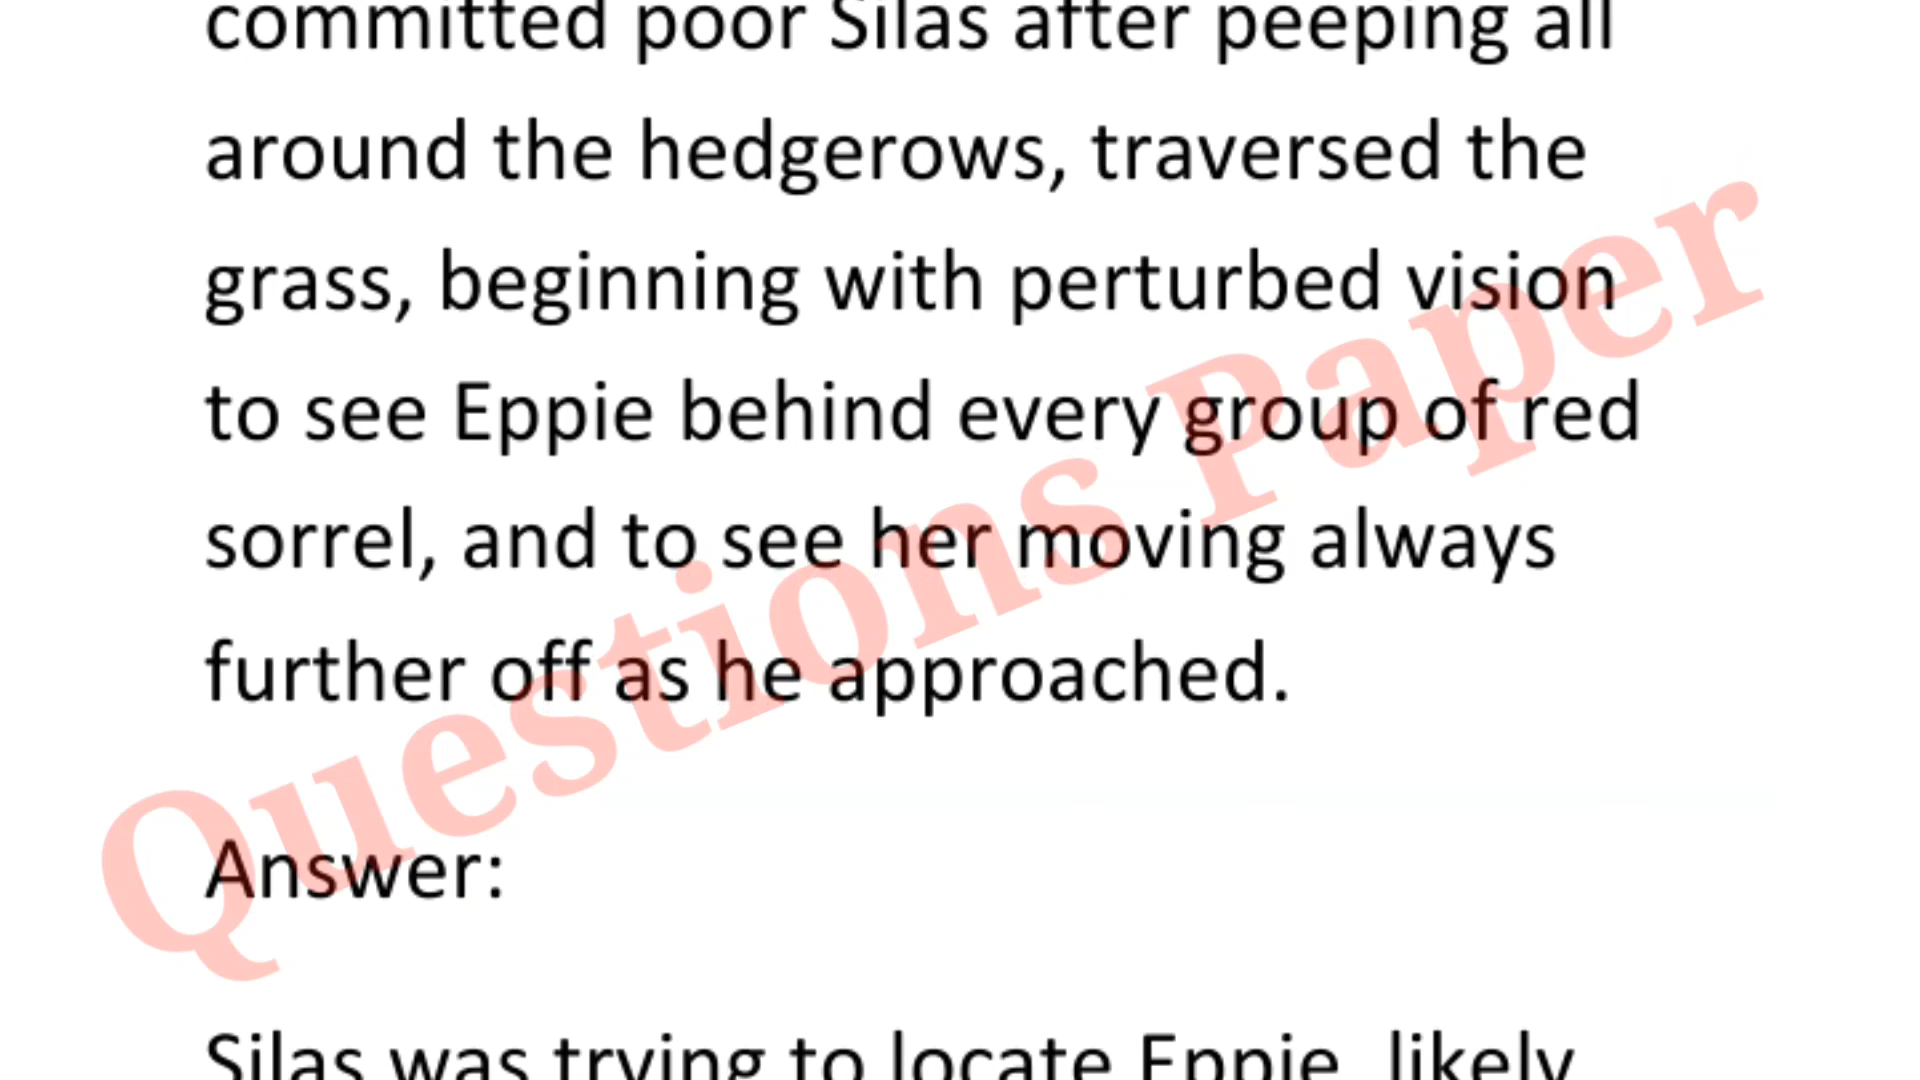 committed poor Silas after peeping all
around the hedgerows, traversed the
grass, beginning with perturbed vision
to see Eppie behind every group of red
sorrel, and to see her moving always
further off as he approached.
Answer:
Silas was trying to locate Eppie, likely
Questions Paper